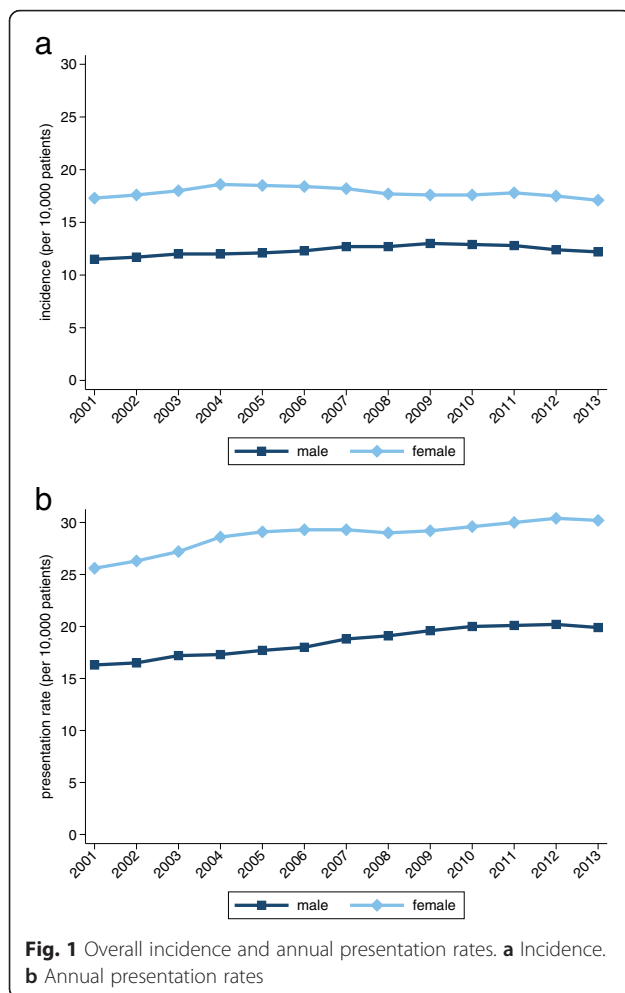 a
30
25
20
15
10
5
0
incidence (per 10,000 patients)
2001 2002 2003 2004 2005 2006 2007 2008 2009 2010 2011 2012 2013
male female
b
30
25
20
15
10
5
0
presentation rate (per 10,000 patients)
2001 2002 2003 2004 2005 2006 2007 2008 2009 2010 2011 2012 2013
male female
Fig. 1 Overall incidence and annual presentation rates. a Incidence.
b Annual presentation rates